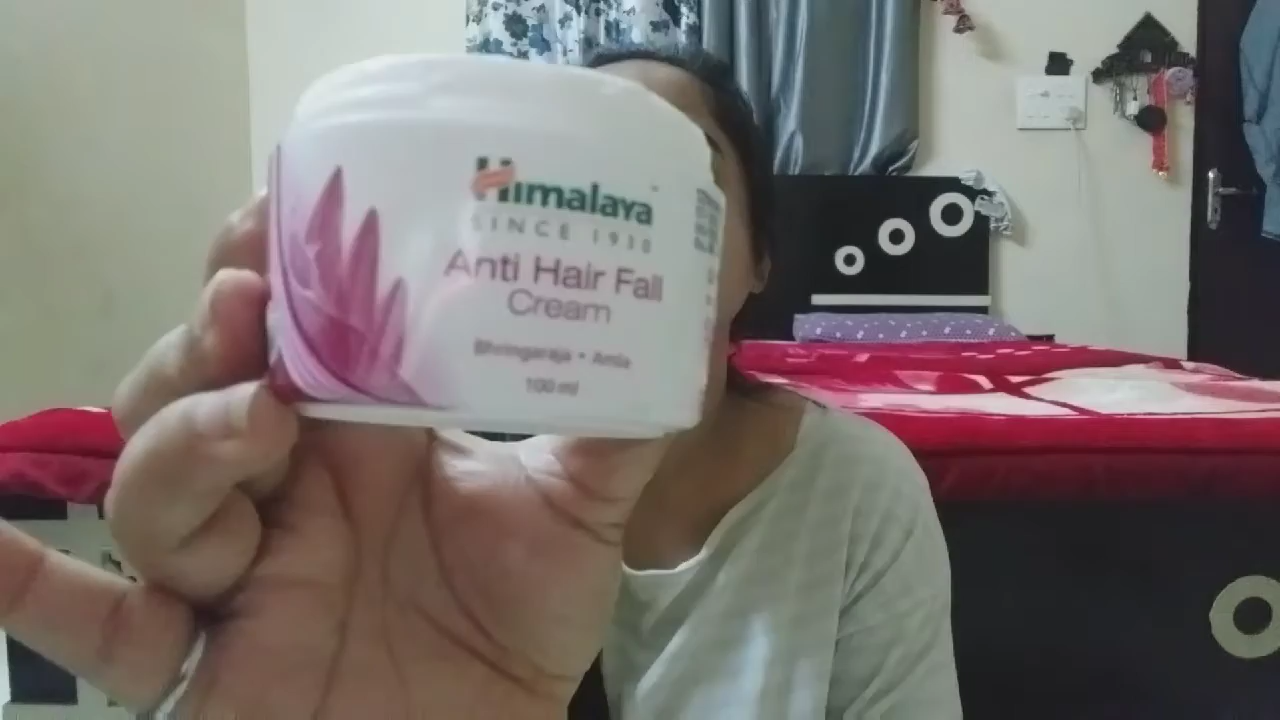 Himalaya
SINCE 1930
Anti Hair Fall
Cream
Bhringaraja • Amla
100 ml